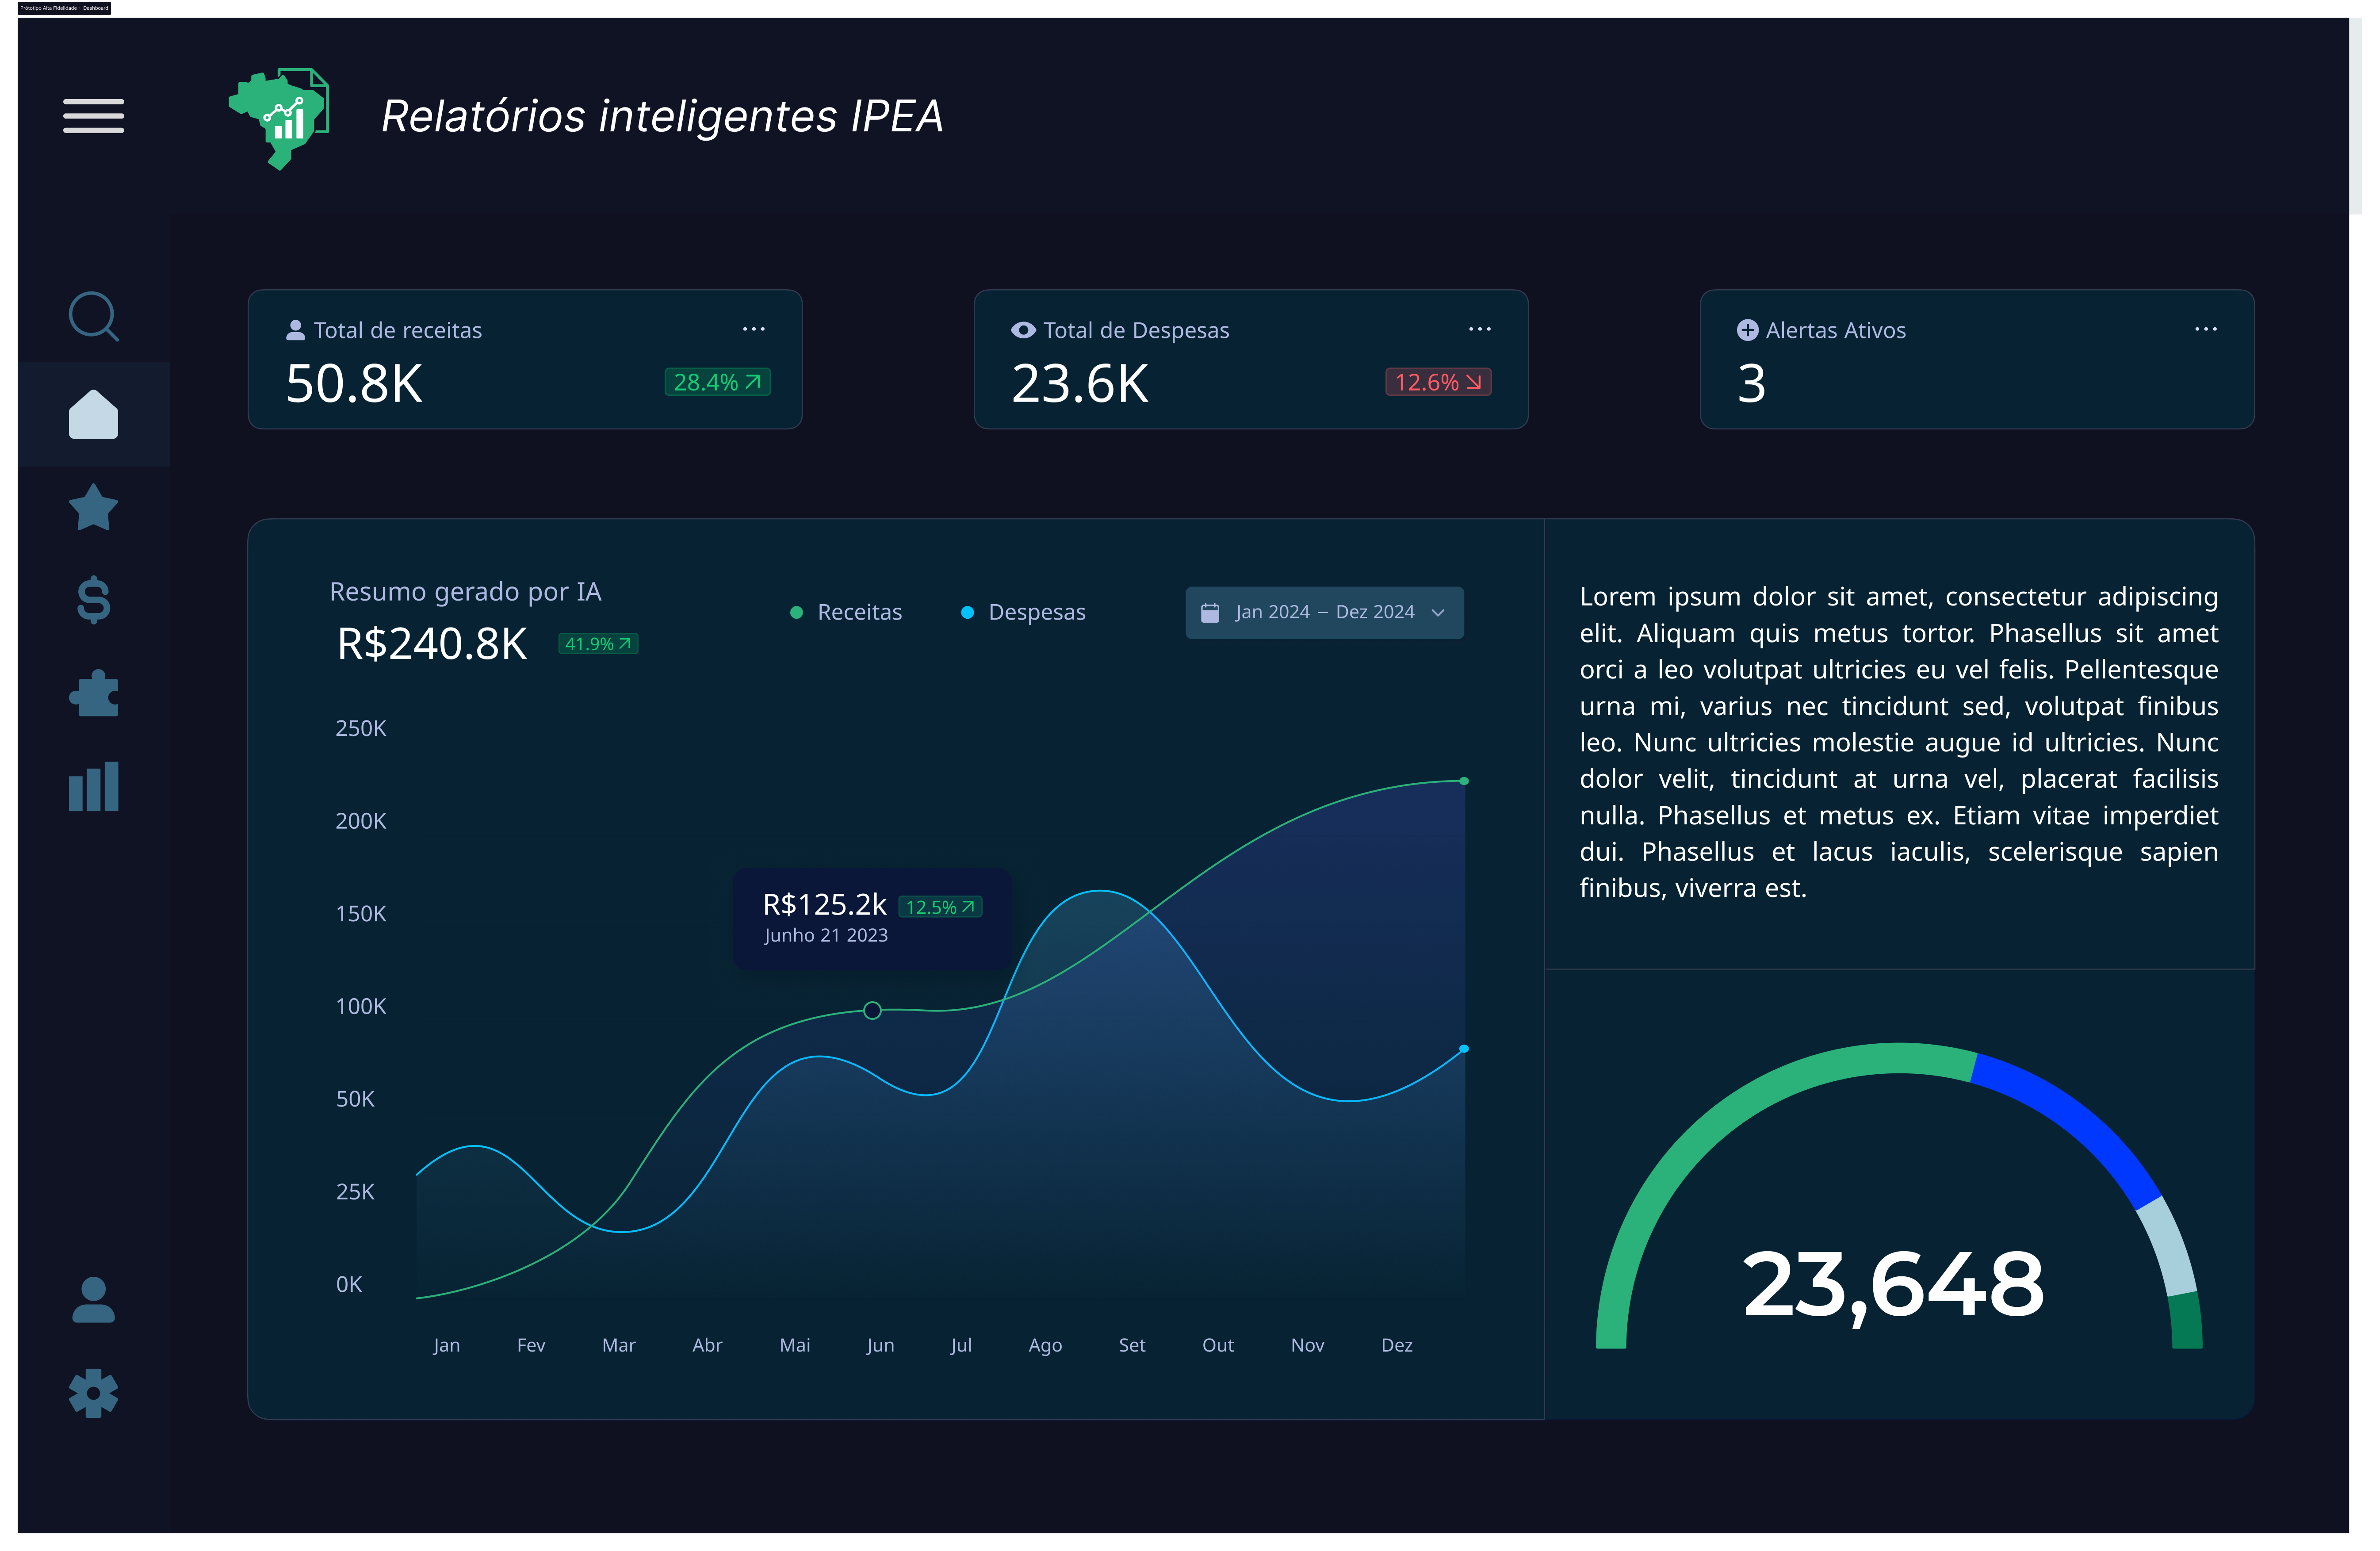 Prótotipo Alta Fidelidade - Dashboard
Relatórios inteligentes IPEA
Total de receitas
50.8K
28.4%
Total de Despesas
23.6K
12.6%
Alertas Ativos
3
Resumo gerado por IA
R$240.8K
41.9%
Receitas
Despesas
Jan 2024 – Dez 2024
250K
200K
150K
100K
50K
25K
0K
R$125.2k
12.5%
Junho 21 2023
Jan
Fev
Mar
Abr
Mai
Jun
Jul
Ago
Set
Out
Nov
Dez
Lorem ipsum dolor sit amet, consectetur adipiscing
elit. Aliquam quis metus tortor. Phasellus sit amet
orci a leo volutpat ultricies eu vel felis. Pellentesque
urna mi, varius nec tincidunt sed, volutpat finibus
leo. Nunc ultricies molestie augue id ultricies. Nunc
dolor velit, tincidunt at urna vel, placerat facilisis
nulla. Phasellus et metus ex. Etiam vitae imperdiet
dui. Phasellus et lacus iaculis, scelerisque sapien
finibus, viverra est.
23,648